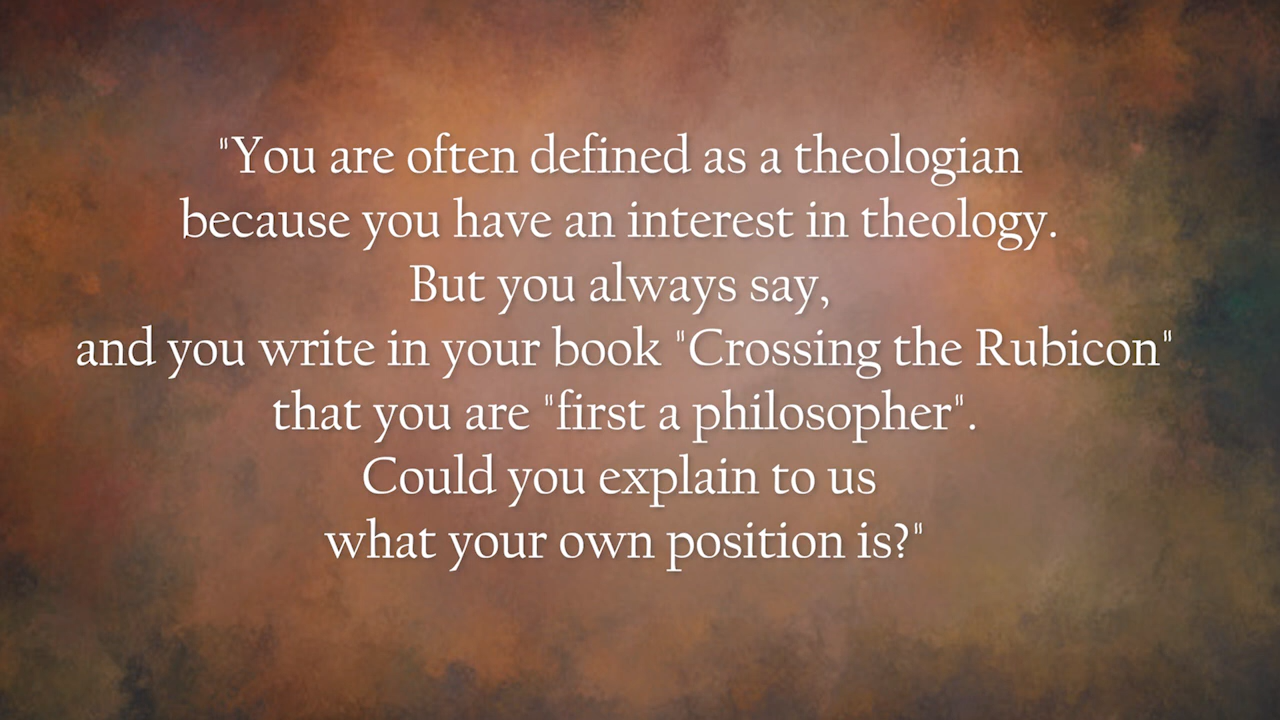 "You are often defined as a theologian
because you have an interest in theology.
But you always say,
and you write in your book "Crossing the Rubicon"
that you are "first a philosopher".
Could you explain to us
what your own position is?"